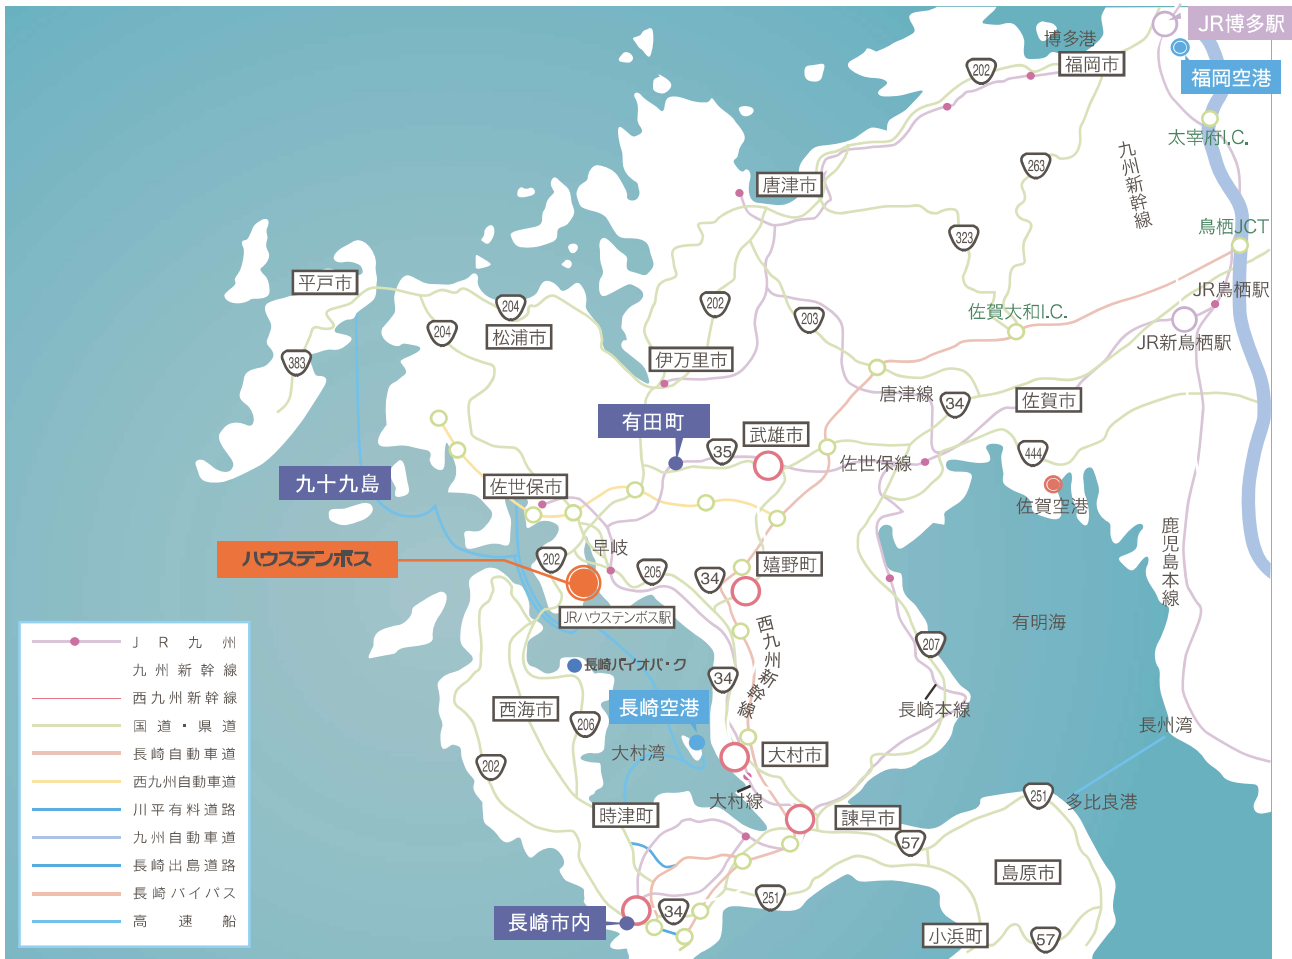 JR博多駅
博多港
福岡市
福岡空港
202
太宰府I.C.
263
九州新幹線
唐津市
鳥栖JCT
323
平戸市
JR鳥栖駅
202
204
佐賀大和I.C.
203
204
松浦市
JR新鳥栖駅
伊万里市
383
唐津線
34
佐賀市
有田町
武雄市
35
444
佐世保線
九十九島
佐世保市
佐賀空港
鹿児島本線
早岐
ハウステンボス
202
205
34
嬉野町
JRハウステンボス駅
西九州新幹線
有明海
207
長崎バイオパーク
34
西海市
長崎空港
長崎本線
206
長州湾
大村湾
大村市
202
大村線
251
多比良港
時津町
諫早市
57
島原市
251
長崎市内
34
小浜町
57
JR九州
九州新幹線
西九州新幹線
国道・県道
長崎自動車道
西九州自動車道
川平有料道路
九州自動車道
長崎出島道路
長崎バイパス
高速船